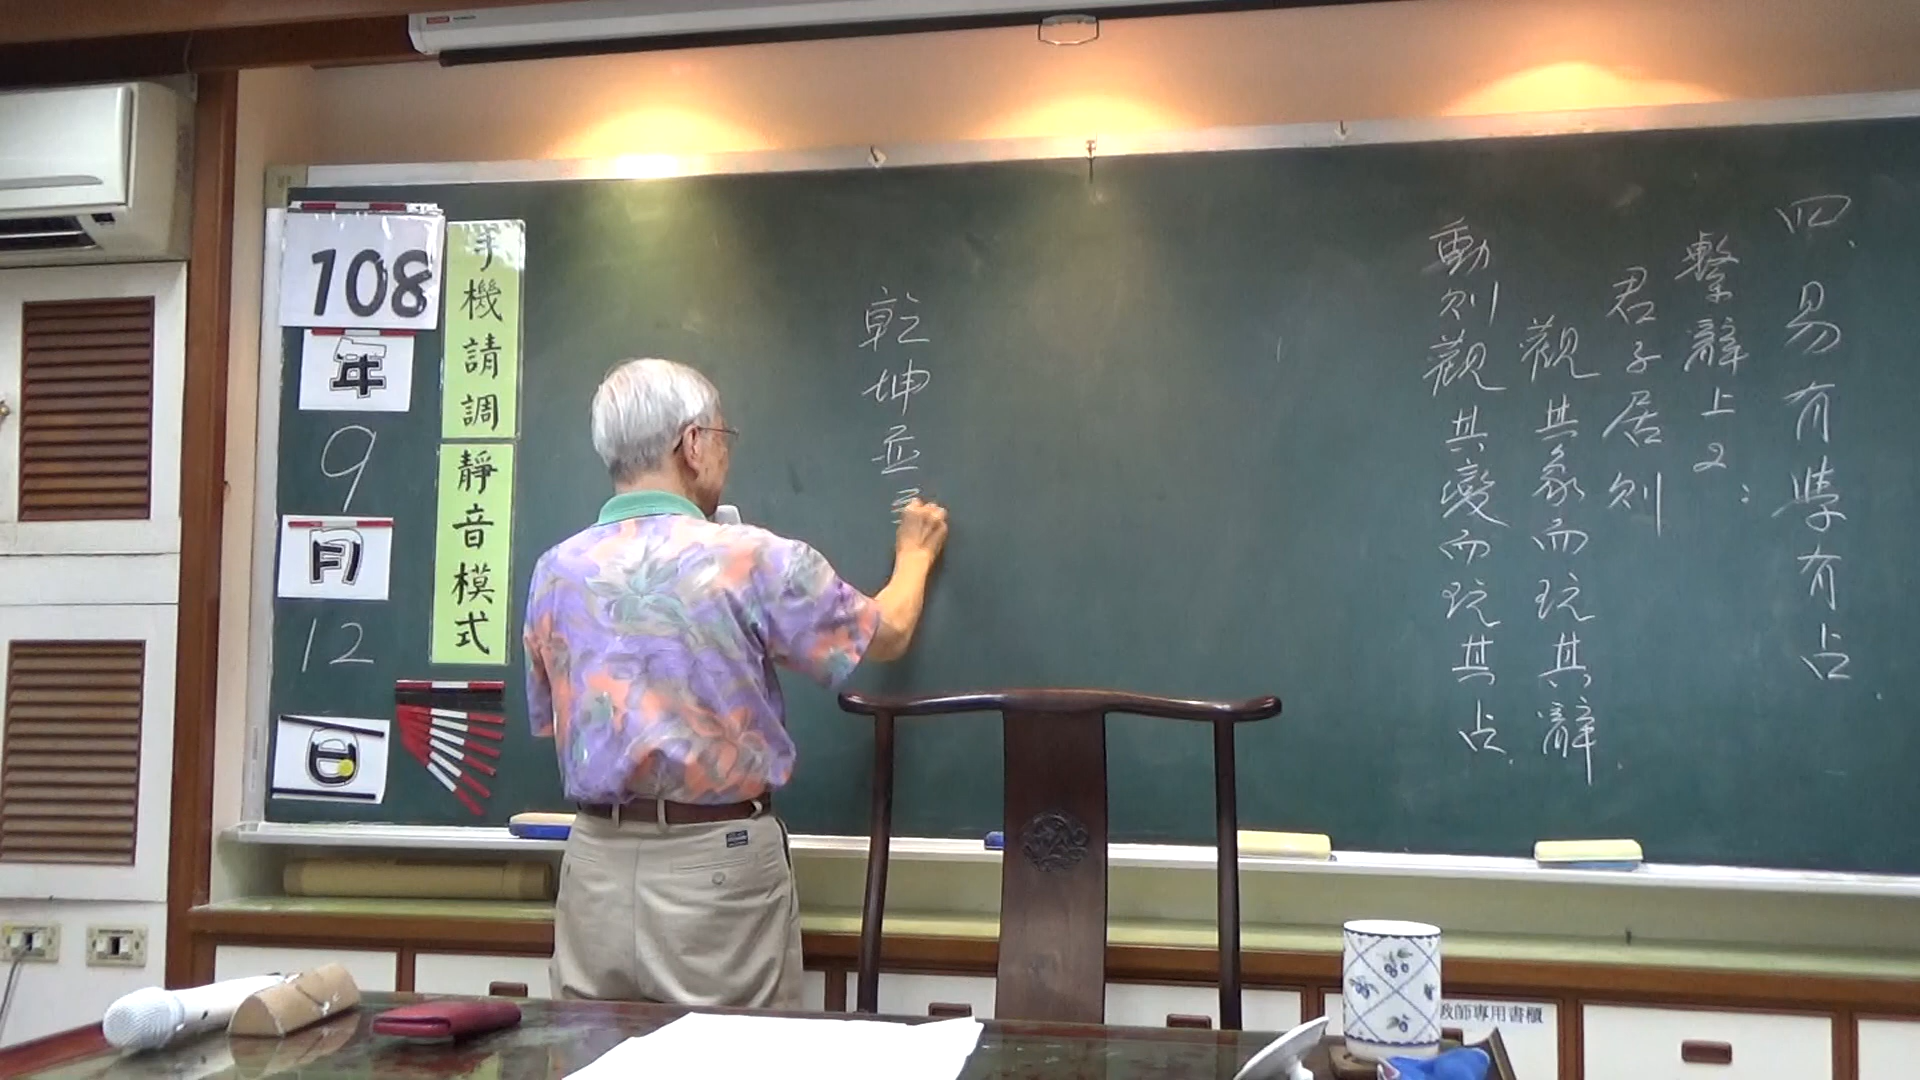 四、易有學有占
繫辭上2：
君子居則
觀其象而玩其辭
動則觀其變而玩其占
乾坤並
手機請調
靜音模式
108
年
9
月
12
日
教師專用書櫃